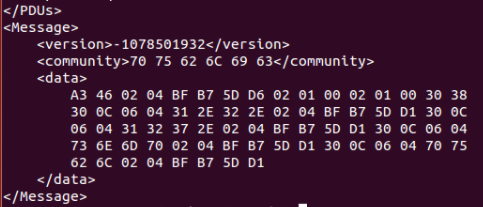 </PDUs>
<Message>
<version>-1078501932</version>
<community>70 75 62 6C 69 63</community>
<data>
A3 46 02 04 BF B7 5D D6 02 01 00 02 01 00 30 38
30 0C 06 04 31 2E 32 2E 02 04 BF B7 5D D1 30 0C
06 04 31 32 37 2E 02 04 BF B7 5D D1 30 0C 06 04
73 6E 6D 70 02 04 BF B7 5D D1 30 0C 06 04 70 75
62 6C 02 04 BF B7 5D D1
</data>
</Message>